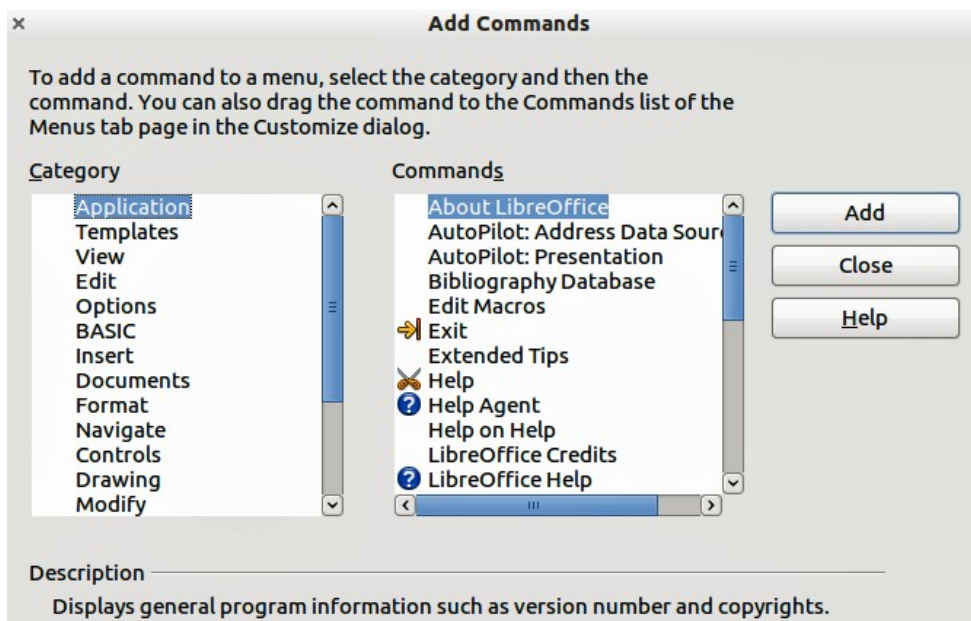 Add Commands
To add a command to a menu, select the category and then the
command. You can also drag the command to the Commands list of the
Menus tab page in the Customize dialog.
Category
Application
Templates
View
Edit
Options
BASIC
Insert
Documents
Format
Navigate
Controls
Drawing
Modify
Commands
About LibreOffice
AutoPilot: Address Data Sour
AutoPilot: Presentation
Bibliography Database
Edit Macros
Exit
Extended Tips
Help
Help Agent
Help on Help
LibreOffice Credits
LibreOffice Help
Add
Close
Help
Description
Displays general program information such as version number and copyrights.